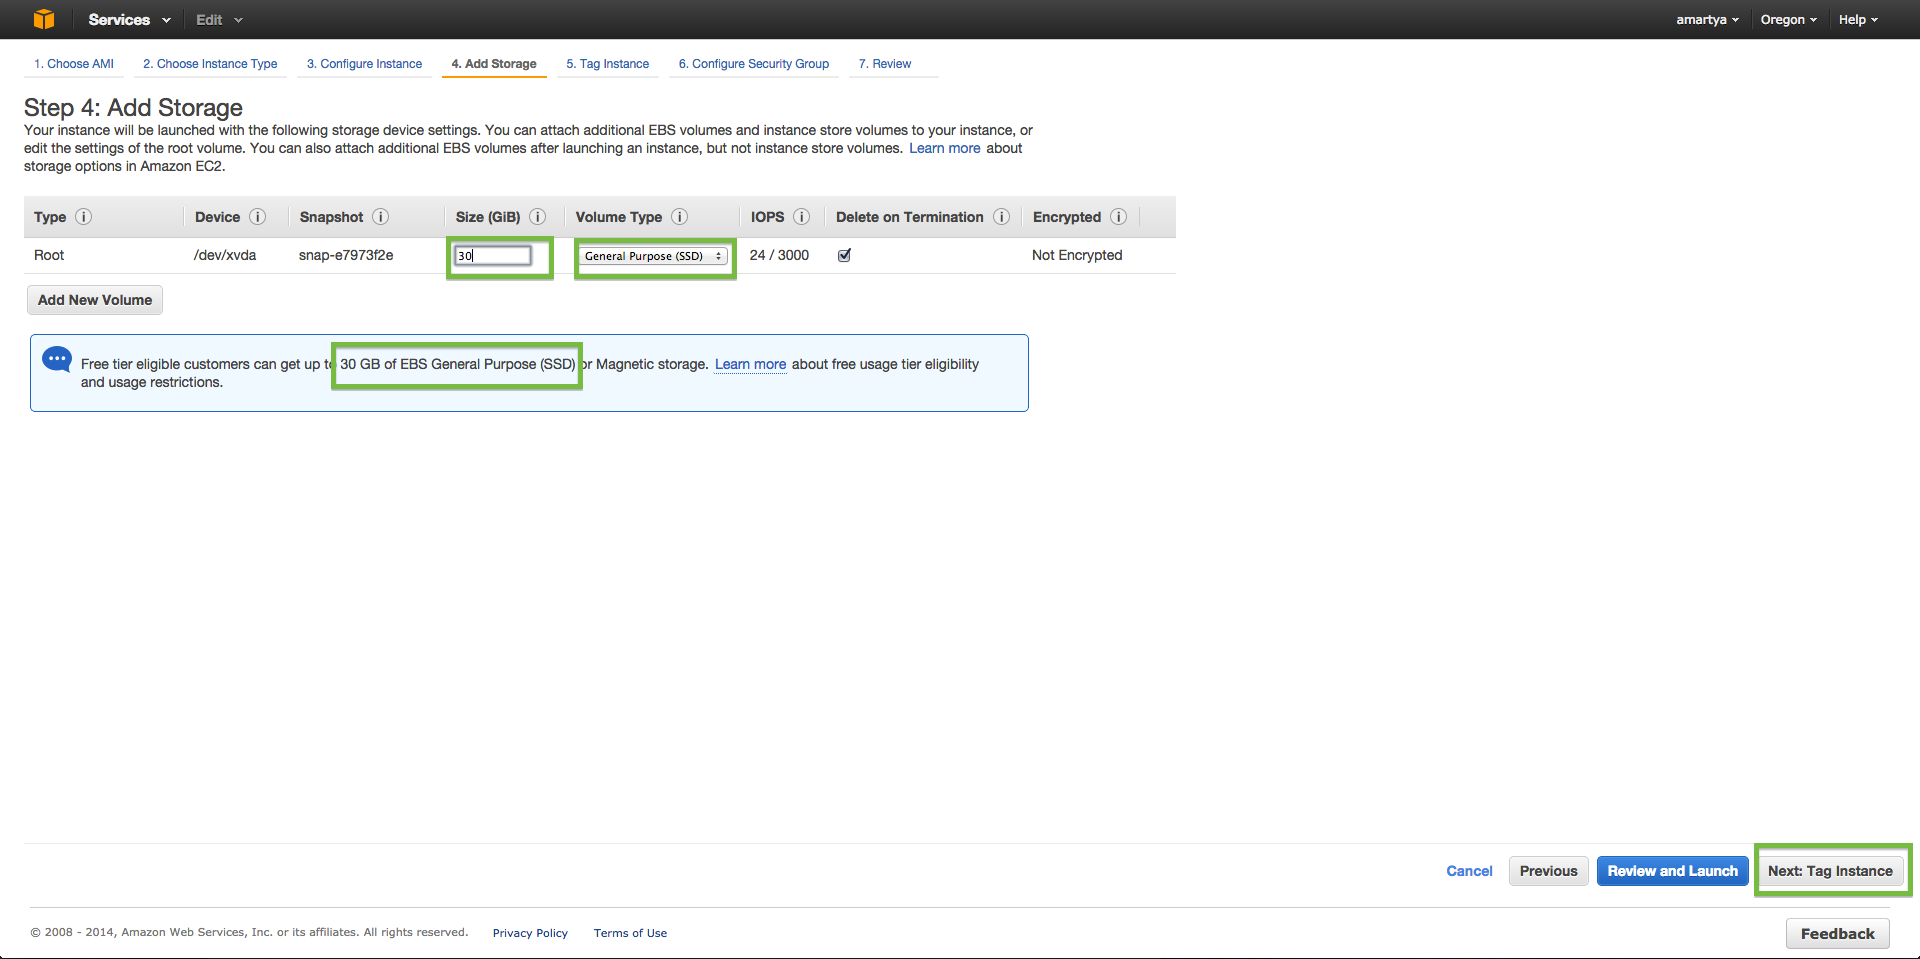 Services Edit amartya Oregon Help
1. Choose AMI 2. Choose Instance Type 3. Configure Instance 4. Add Storage 5. Tag Instance 6. Configure Security Group 7. Review
Step 4: Add Storage
Your instance will be launched with the following storage device settings. You can attach additional EBS volumes and instance store volumes to your instance, or
edit the settings of the root volume. You can also attach additional EBS volumes after launching an instance, but not instance store volumes. Learn more about
storage options in Amazon EC2.
Type i Device i Snapshot i Size (GiB) i Volume Type i IOPS i Delete on Termination i Encrypted i
Root /dev/xvda snap-e7973f2e 30 General Purpose (SSD) 24 / 3000 Not Encrypted
Add New Volume
Free tier eligible customers can get up to 30 GB of EBS General Purpose (SSD) or Magnetic storage. Learn more about free usage tier eligibility
and usage restrictions.
Cancel Previous Review and Launch Next: Tag Instance
© 2008 - 2014, Amazon Web Services, Inc. or its affiliates. All rights reserved. Privacy Policy Terms of Use
Feedback